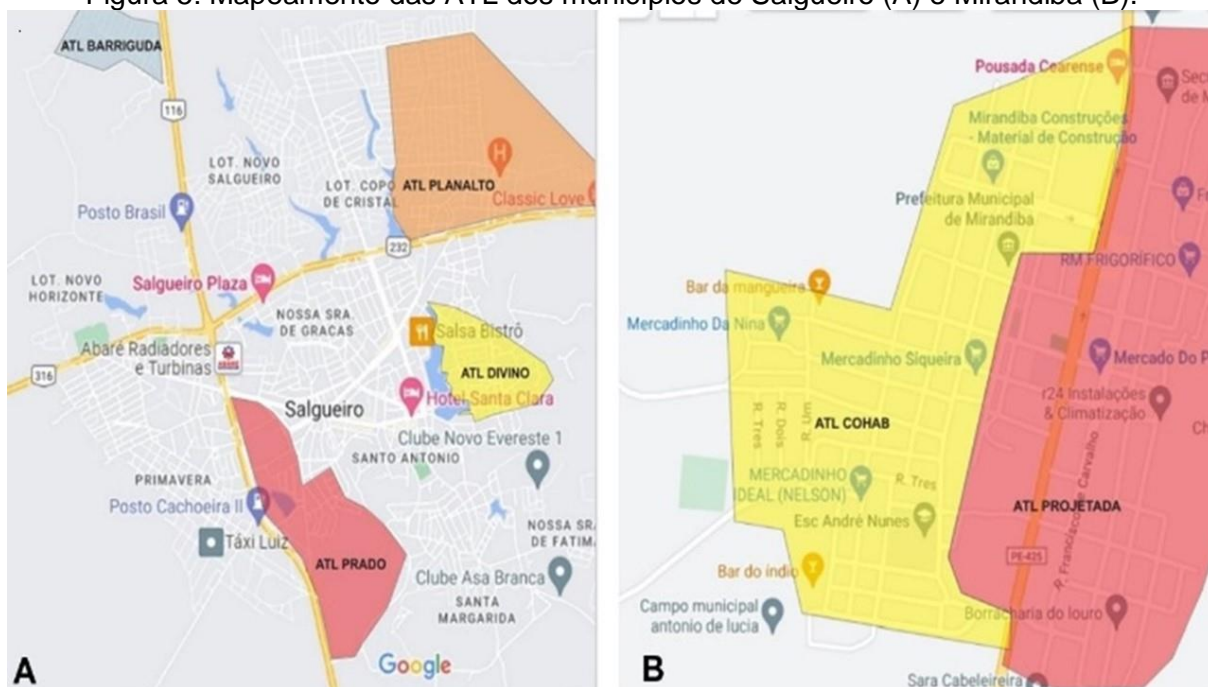 Figura 3. Mapeamento das ATL dos municípios de Salgueiro (A) e Mirandiba (B).
ATL BARRIGUDA
116
LOT. NOVO
SALGUEIRO
LOT. COPO
DE CRISTAL
ATL PLANALTO
Classic Love
Posto Brasil
232
LOT. NOVO
HORIZONTE
Salgueiro Plaza
NOSSA SRA.
DE GRACAS
Salsa Bistrô
Abaré Radiadores
e Turbinas
316
ATL DIVINO
Hotel Santa Clara
Salgueiro
Clube Novo Evereste 1
SANTO ANTONIO
PRIMAVERA
Posto Cachoeira II
Táxi Luiz
NOSSA SRA
DE FATIM
ATL PRADO
Clube Asa Branca
SANTA
MARGARIDA
Google
A
Pousada Cearense
Sec
de M
Mirandiba Construções
- Material de Construção
Prefeitura Municipal
de Mirandiba
RM FRIGORÍFICO
Bar da mangueira
Mercadinho Da Nina
Mercadinho Siqueira
Mercado Do P
r24 Instalações
& Climatização
Ch
R. Tres
R. Dois
R. Um
ATL COHAB
MERCADINHO
IDEAL (NELSON)
R. Tres
Esc André Nunes
ATL PROJETADA
R. Francisco de Carvalho
PE-425
Bar do índio
Campo municipal
antonio de lucia
Borracharia do louro
Sara Cabeleireira
B